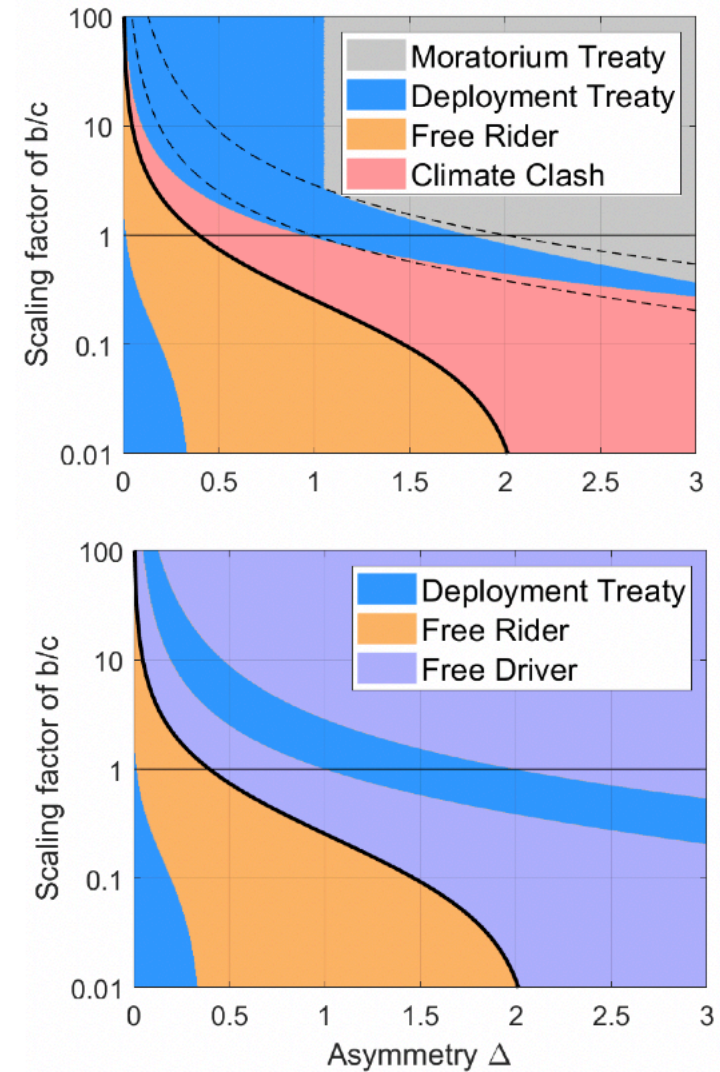 100
10
1
0.1
0.01
Scaling factor of b/c
Moratorium Treaty
Deployment Treaty
Free Rider
Climate Clash
0 0.5 1 1.5 2 2.5 3
100
10
1
0.1
0.01
Scaling factor of b/c
Deployment Treaty
Free Rider
Free Driver
0 0.5 1 1.5 2 2.5 3
Asymmetry Δ